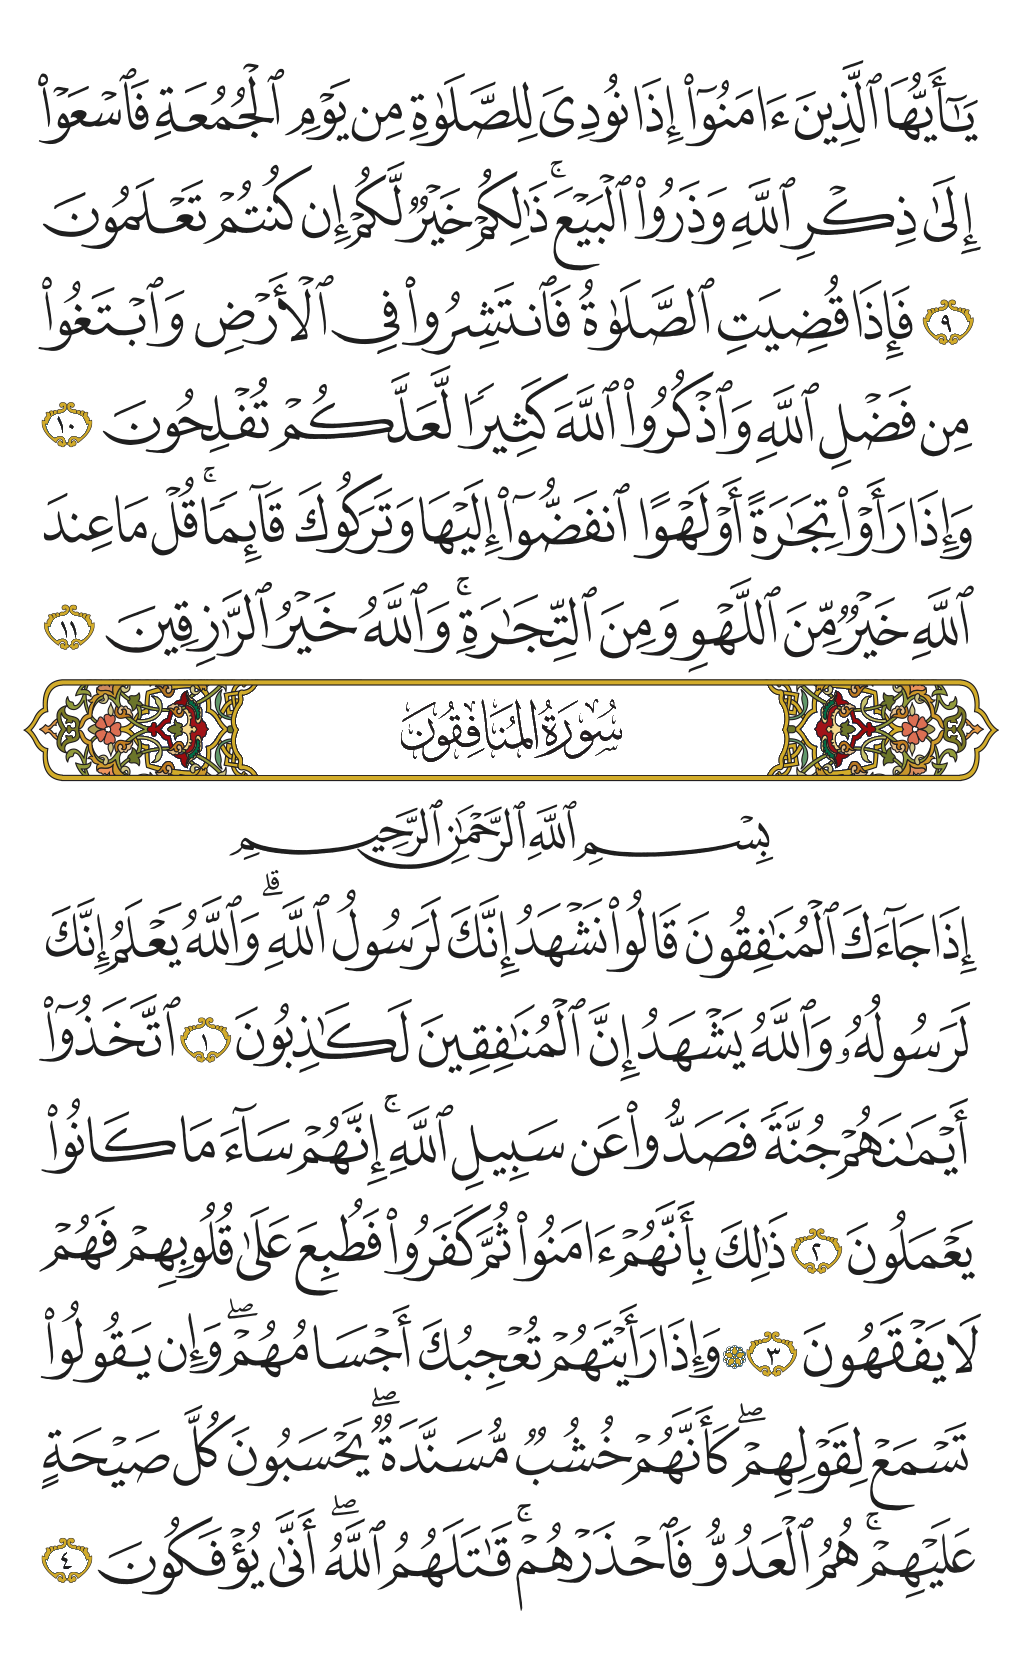 يَـٰٓأَيُّهَا ٱلَّذِينَ ءَامَنُوٓا۟ إِذَا نُودِىَ لِلصَّلَوٰةِ مِن يَوْمِ ٱلْجُمُعَةِ فَٱسْعَوْا۟
إِلَىٰ ذِكْرِ ٱللَّهِ وَذَرُوا۟ ٱلْبَيْعَ ۚ ذَٰلِكُمْ خَيْرٌ لَّكُمْ إِن كُنتُمْ تَعْلَمُونَ
٩ فَإِذَا قُضِيَتِ ٱلصَّلَوٰةُ فَٱنتَشِرُوا۟ فِى ٱلْأَرْضِ وَٱبْتَغُوا۟
مِن فَضْلِ ٱللَّهِ وَٱذْكُرُوا۟ ٱللَّهَ كَثِيرًا لَّعَلَّكُمْ تُفْلِحُونَ ١٠
وَإِذَا رَأَوْا۟ تِجَـٰرَةً أَوْ لَهْوًا ٱنفَضُّوٓا۟ إِلَيْهَا وَتَرَكُوكَ قَآئِمًا ۚ قُلْ مَا عِندَ
ٱللَّهِ خَيْرٌ مِّنَ ٱللَّهْوِ وَمِنَ ٱلتِّجَـٰرَةِ ۚ وَٱللَّهُ خَيْرُ ٱلرَّٰزِقِينَ ١١
سُورَةُ المُنَافِقُونَ
بِسْمِ ٱللَّهِ ٱلرَّحْمَـٰنِ ٱلرَّحِيمِ
إِذَا جَآءَكَ ٱلْمُنَـٰفِقُونَ قَالُوا۟ نَشْهَدُ إِنَّكَ لَرَسُولُ ٱللَّهِ ۗ وَٱللَّهُ يَعْلَمُ إِنَّكَ
لَرَسُولُهُۥ وَٱللَّهُ يَشْهَدُ إِنَّ ٱلْمُنَـٰفِقِينَ لَكَـٰذِبُونَ ١ ٱتَّخَذُوٓا۟
أَيْمَـٰنَهُمْ جُنَّةً فَصَدُّوا۟ عَن سَبِيلِ ٱللَّهِ ۚ إِنَّهُمْ سَآءَ مَا كَانُوا۟
يَعْمَلُونَ ٢ ذَٰلِكَ بِأَنَّهُمْ ءَامَنُوا۟ ثُمَّ كَفَرُوا۟ فَطُبِعَ عَلَىٰ قُلُوبِهِمْ فَهُمْ
لَا يَفْقَهُونَ ٣ ۞ وَإِذَا رَأَيْتَهُمْ تُعْجِبُكَ أَجْسَامُهُمْ ۖ وَإِن يَقُولُوا۟
تَسْمَعْ لِقَوْلِهِمْ ۖ كَأَنَّهُمْ خُشُبٌ مُّسَنَّدَةٌ ۖ يَحْسَبُونَ كُلَّ صَيْحَةٍ
عَلَيْهِمْ ۚ هُمُ ٱلْعَدُوُّ فَٱحْذَرْهُمْ ۚ قَـٰتَلَهُمُ ٱللَّهُ ۖ أَنَّىٰ يُؤْفَكُونَ ٤